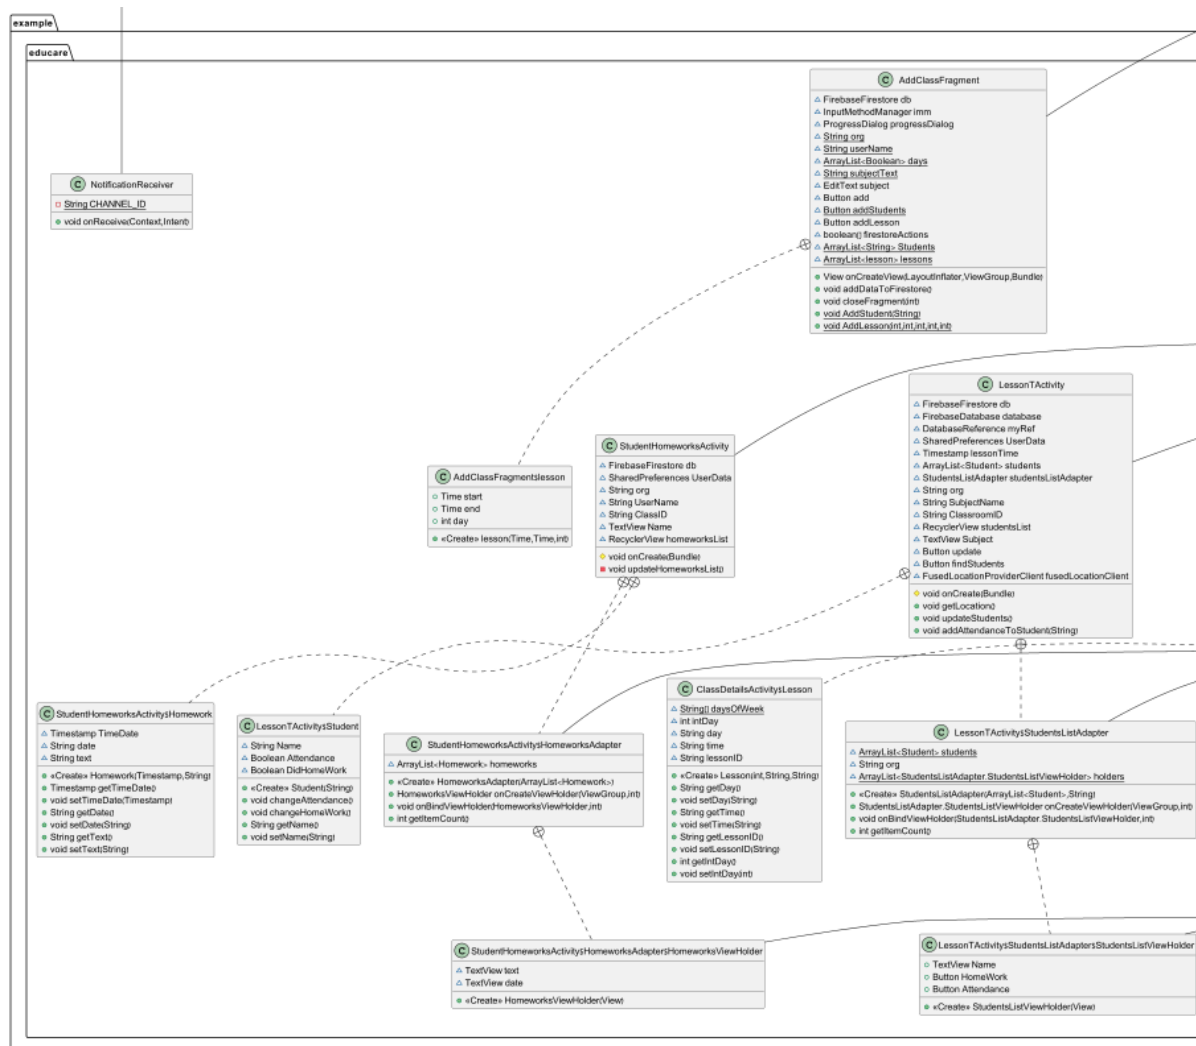 example
educare
AddClassFragment
FirebaseFirestore db
InputMethodManager imm
ProgressDialog progressDialog
String org
String userName
ArrayList<Boolean> days
String subjectText
EditText subject
Button add
Button addStudents
Button addLesson
boolean[] firestoreActions
ArrayList<String> Students
ArrayList<lesson> lessons
View onCreateView(LayoutInflater,ViewGroup,Bundle)
void addDataToFirestore()
void closeFragment(int)
void AddStudent(String)
void AddLesson(int,int,int,int,int)
NotificationReceiver
String CHANNEL_ID
void onReceive(Context,Intent)
LessonTActivity
FirebaseFirestore db
FirebaseDatabase database
DatabaseReference myRef
SharedPreferences UserData
Timestamp lessonTime
ArrayList<Student> students
StudentsListAdapter studentsListAdapter
String org
String SubjectName
String ClassroomID
RecyclerView studentsList
TextView Subject
Button update
Button findStudents
FusedLocationProviderClient fusedLocationClient
void onCreate(Bundle)
void getLocation()
void updateStudents()
void addAttendanceToStudent(String)
StudentHomeworksActivity
FirebaseFirestore db
SharedPreferences UserData
String org
String UserName
String ClassID
TextView Name
RecyclerView homeworksList
void onCreate(Bundle)
void updateHomeworksList()
AddClassFragment$lesson
Time start
Time end
int day
«Create» lesson(Time,Time,int)
StudentHomeworksActivity$Homework
Timestamp TimeDate
String date
String text
«Create» Homework(Timestamp,String)
Timestamp getTimeDate()
void setTimeDate(Timestamp)
String getDate()
void setDate(String)
String getText()
void setText(String)
LessonTActivity$Student
String Name
Boolean Attendance
Boolean DidHomeWork
«Create» Student(String)
void changeAttendance()
void changeHomeWork()
String getName()
void setName(String)
StudentHomeworksActivity$HomeworksAdapter
ArrayList<Homework> homeworks
«Create» HomeworksAdapter(ArrayList<Homework>)
HomeworksViewHolder onCreateViewHolder(ViewGroup,int)
void onBindViewHolder(HomeworksViewHolder,int)
int getItemCount()
ClassDetailsActivity$Lesson
String[] daysOfWeek
int intDay
String day
String time
String lessonID
«Create» Lesson(int,String,String)
String getDay()
void setDay(String)
String getTime()
void setTime(String)
String getLessonID()
void setLessonID(String)
int getIntDay()
void setIntDay(int)
LessonTActivity$StudentsListAdapter
ArrayList<Student> students
String org
ArrayList<StudentsListAdapter.StudentsListViewHolder> holders
«Create» StudentsListAdapter(ArrayList<Student>,String)
StudentsListAdapter.StudentsListViewHolder onCreateViewHolder(ViewGroup,int)
void onBindViewHolder(StudentsListAdapter.StudentsListViewHolder,int)
int getItemCount()
StudentHomeworksActivity$HomeworksAdapter$HomeworksViewHolder
TextView text
TextView date
«Create» HomeworksViewHolder(View)
LessonTActivity$StudentsListAdapter$StudentsListViewHolder
TextView Name
Button HomeWork
Button Attendance
«Create» StudentsListViewHolder(View)